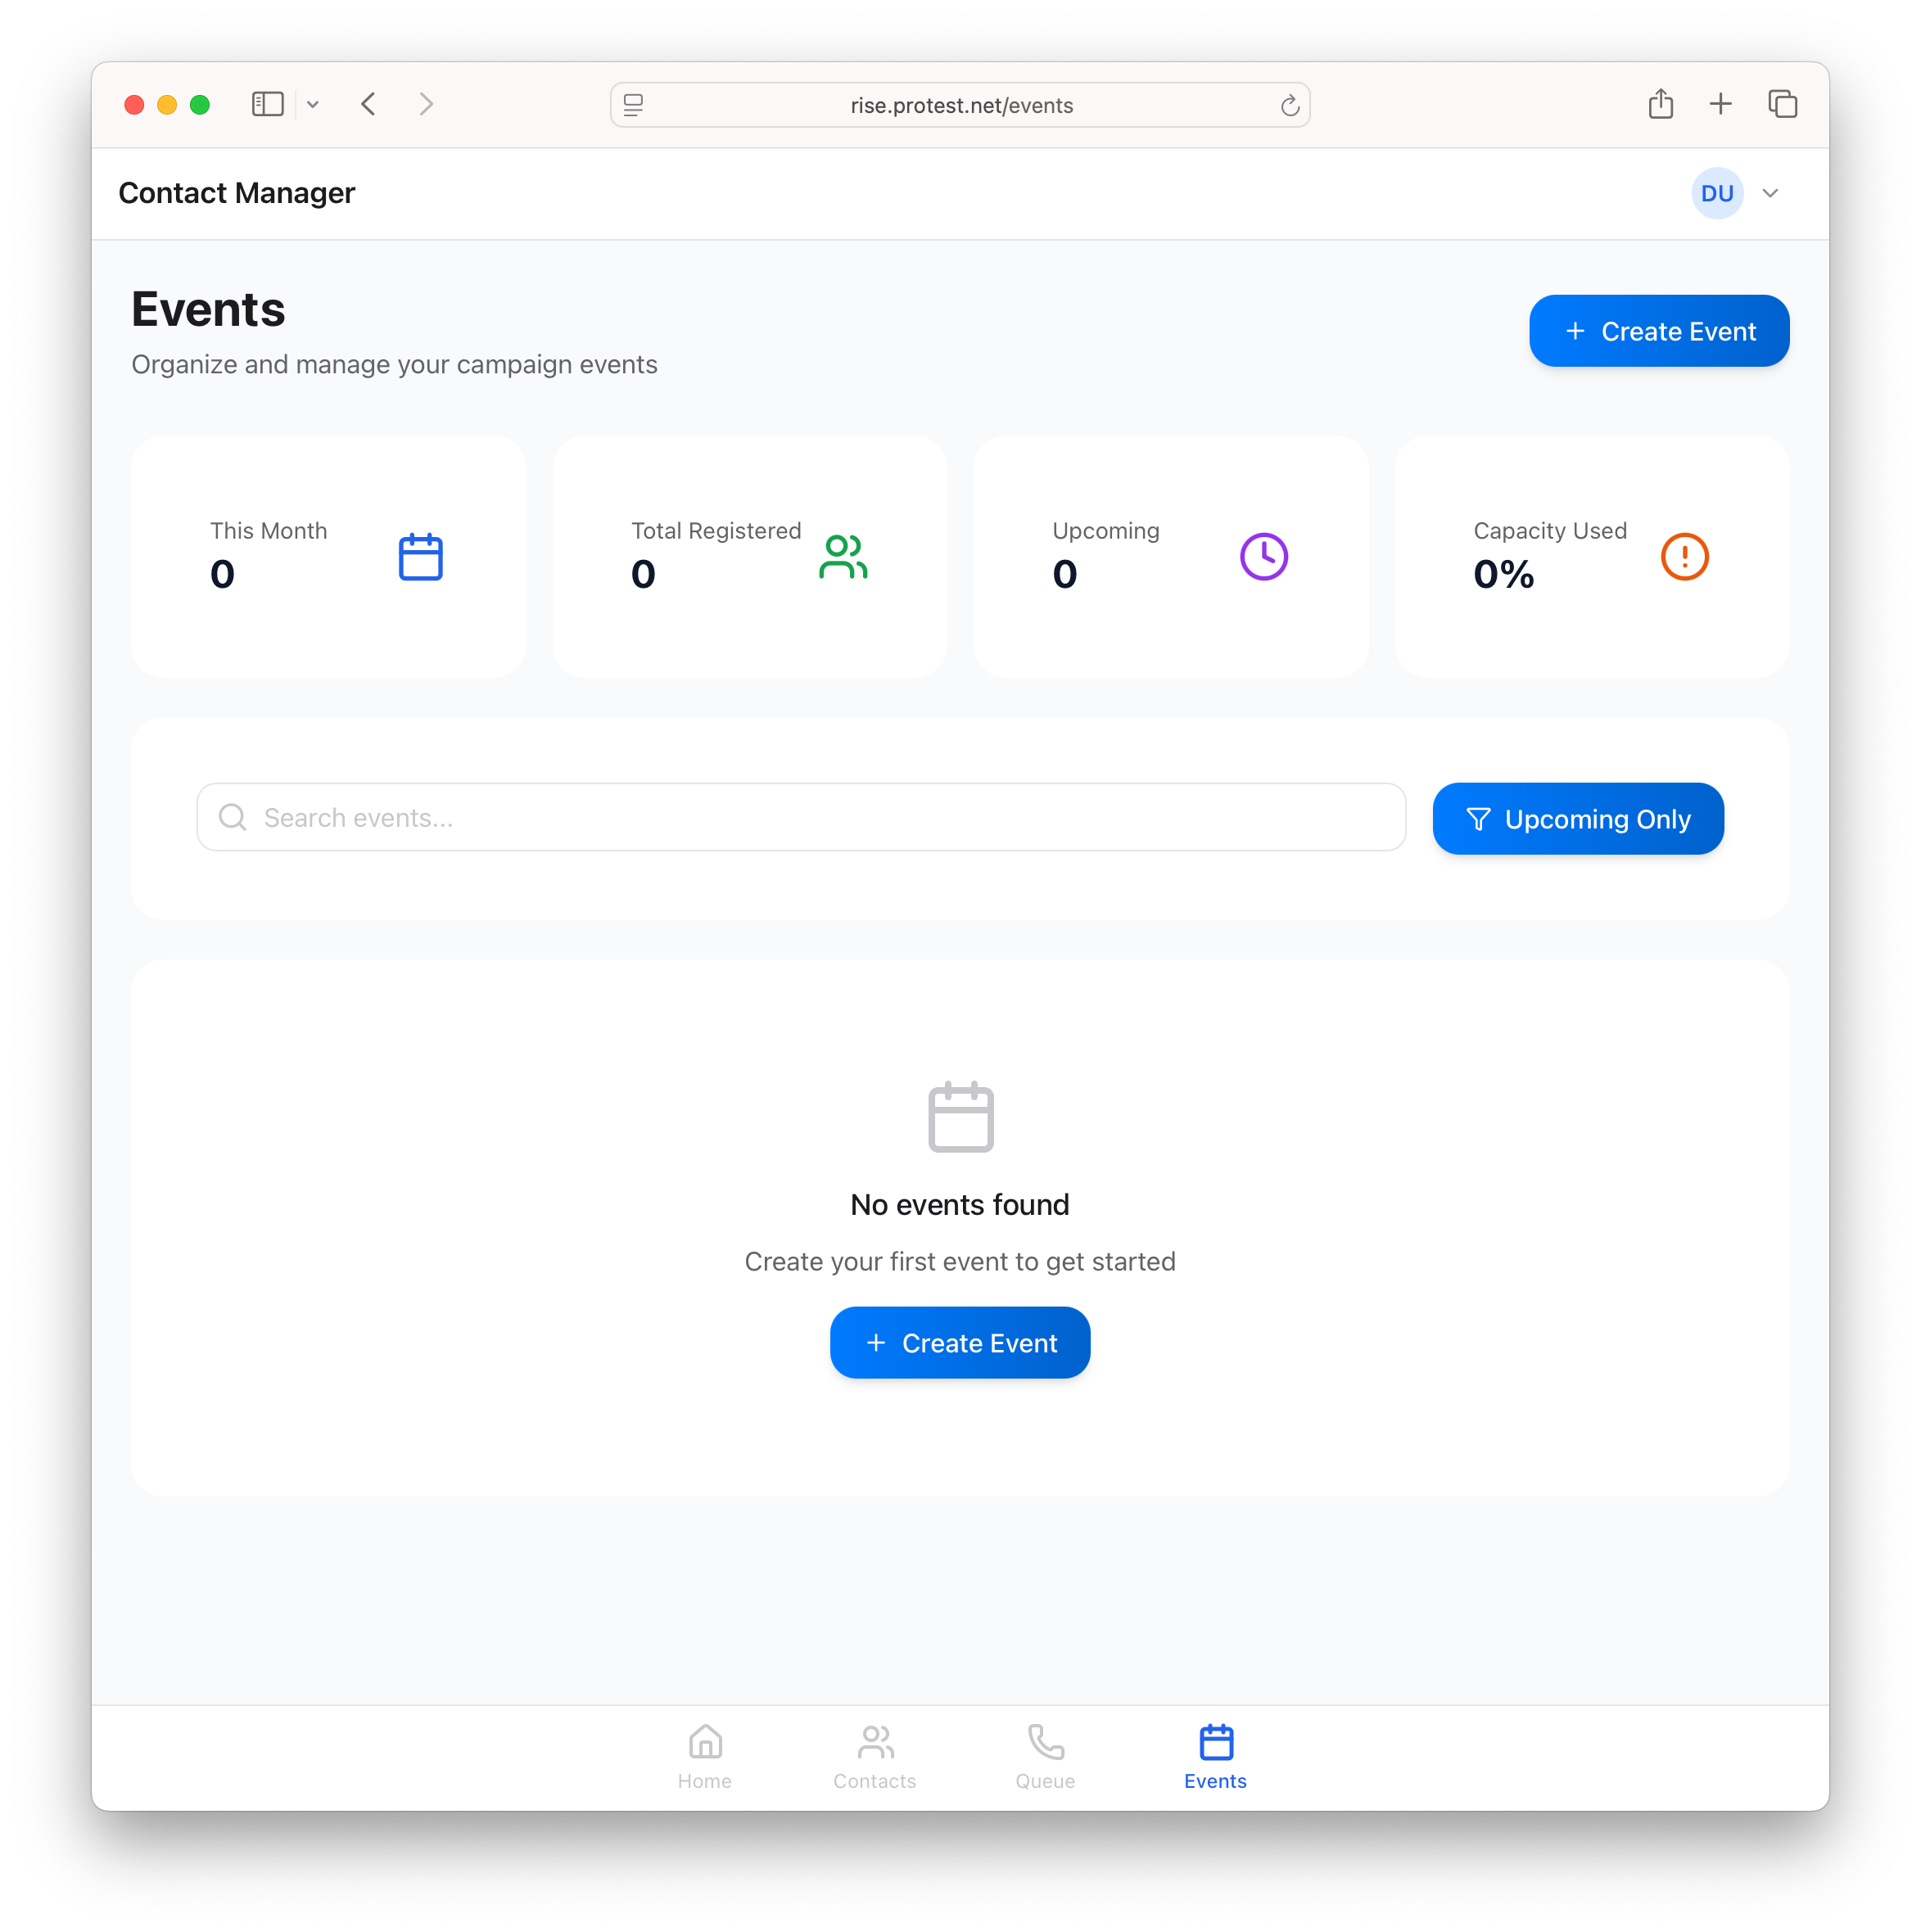 rise.protest.net/events
Contact Manager
DU
Events
Organize and manage your campaign events
Create Event
This Month
0
Total Registered
0
Upcoming
0
Capacity Used
0%
Search events...
Upcoming Only
No events found
Create your first event to get started
Create Event
Home
Contacts
Queue
Events